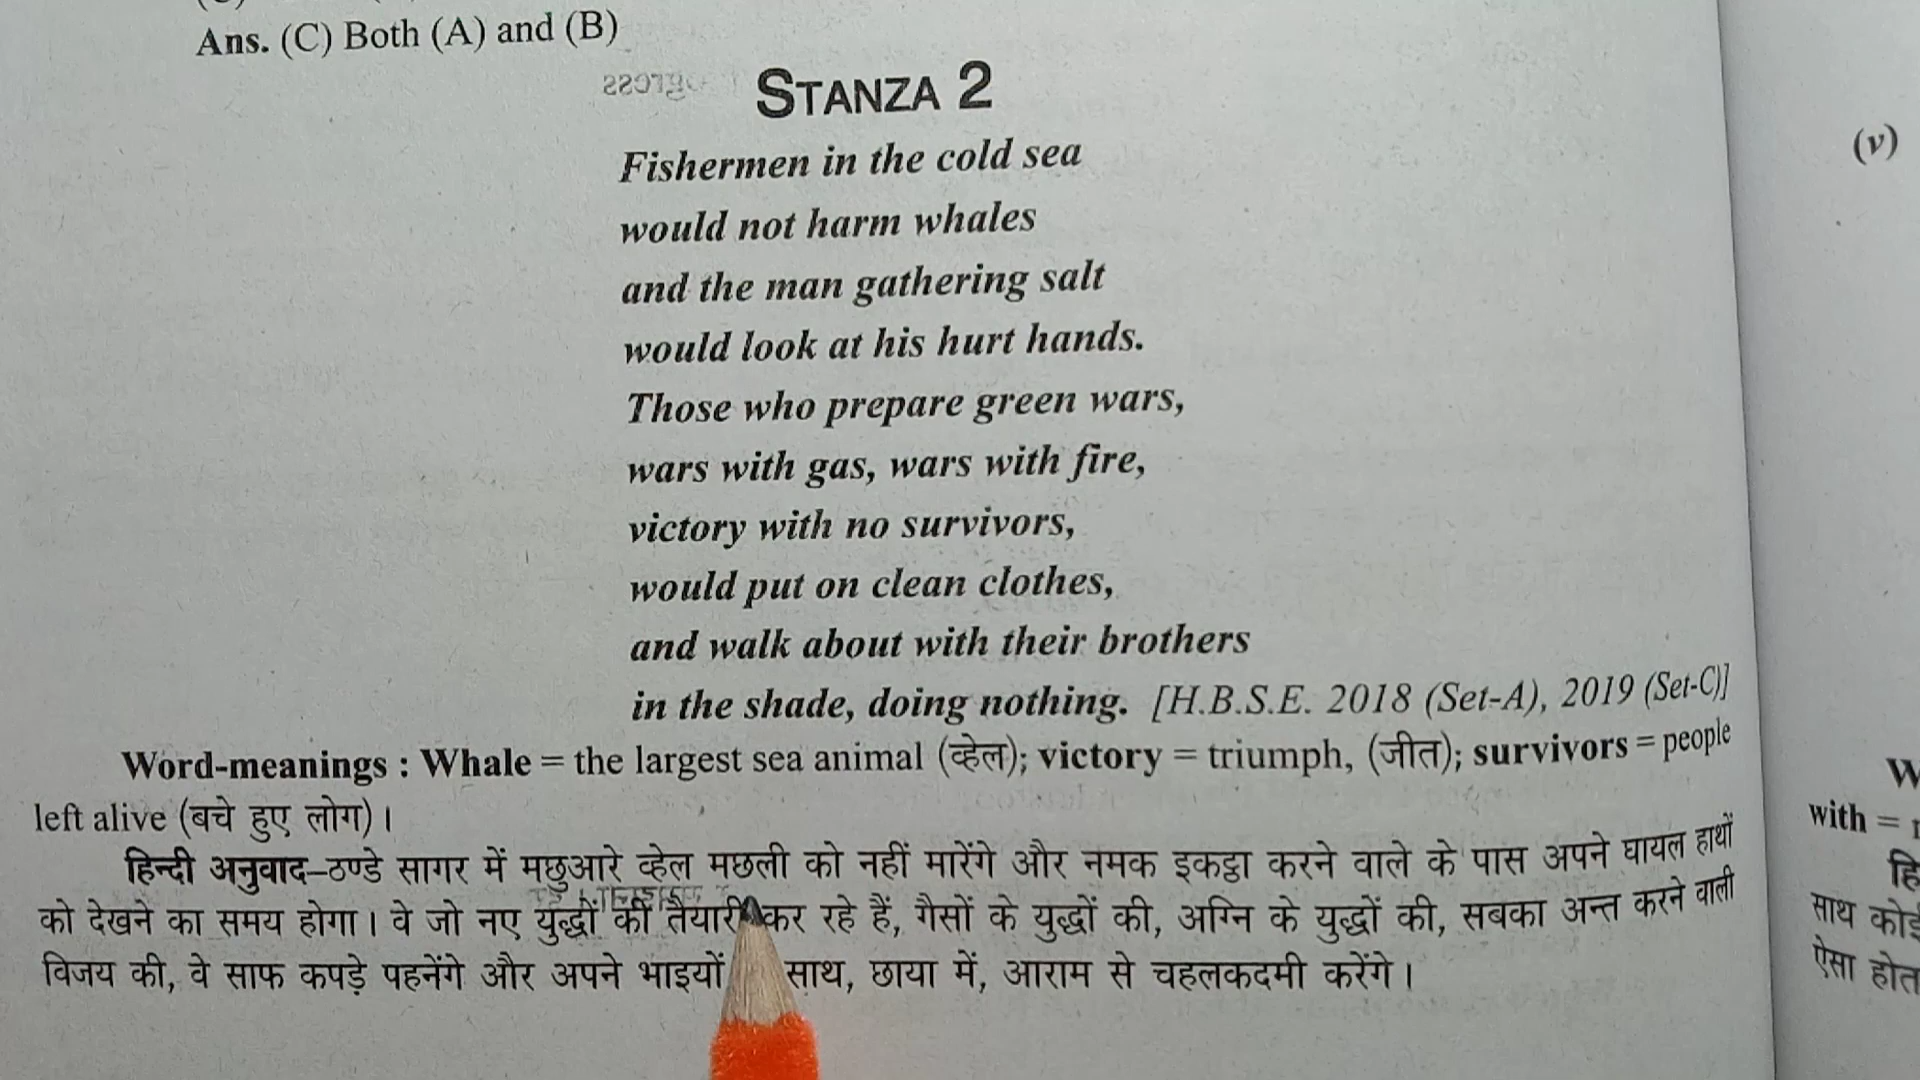 Ans. (C) Both (A) and (B)
STANZA 2
Fishermen in the cold sea
would not harm whales
and the man gathering salt
would look at his hurt hands.
Those who prepare green wars,
wars with gas, wars with fire,
victory with no survivors,
would put on clean clothes,
and walk about with their brothers
in the shade, doing nothing. [H.B.S.E. 2018 (Set-A), 2019 (Set-C)]
Word-meanings : Whale = the largest sea animal (व्हेल); victory = triumph, (जीत); survivors = people
left alive (बचे हुए लोग)।
हिन्दी अनुवाद–ठण्डे सागर में मछुआरे व्हेल मछली को नहीं मारेंगे और नमक इकट्ठा करने वाले के पास अपने घायल हाथों
को देखने का समय होगा। वे जो नए युद्धों की तैयारी कर रहे हैं, गैसों के युद्धों की, अग्नि के युद्धों की, सबका अन्त करने वाली
विजय की, वे साफ कपड़े पहनेंगे और अपने भाइयों साथ, छाया में, आराम से चहलकदमी करेंगे।
(v)
with =
साथ
ऐसा